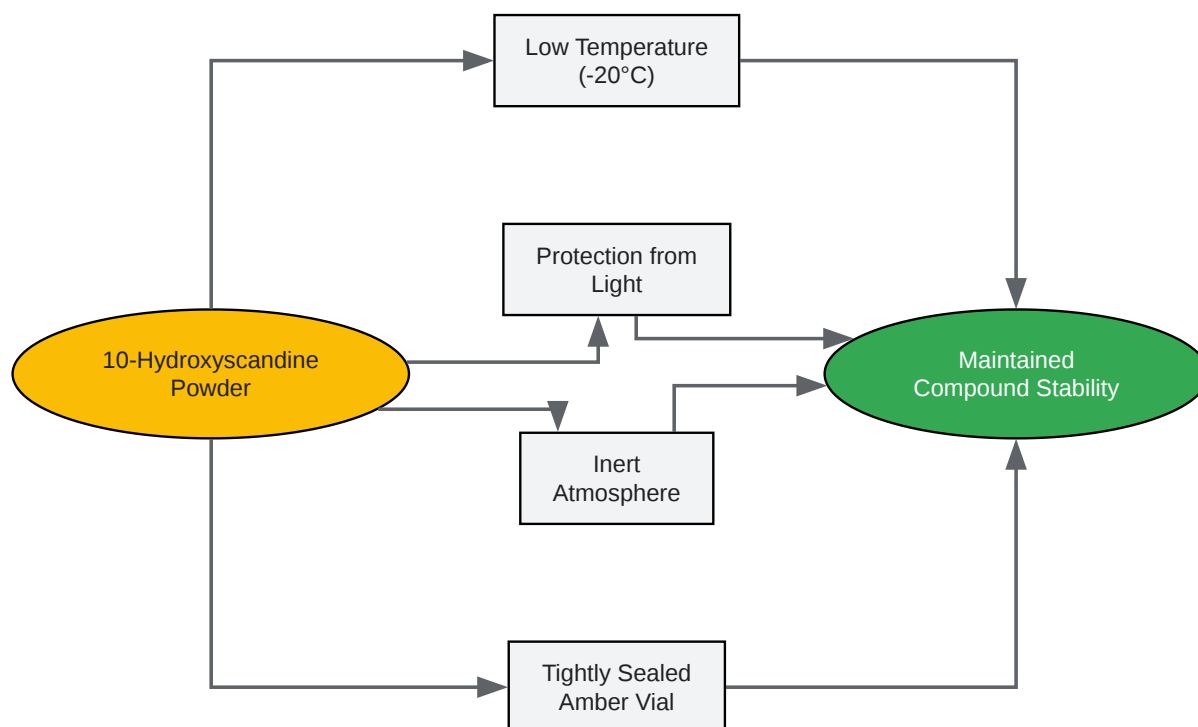 Low Temperature
(-20°C)
Protection from
Light
10-Hydroxyscandine
Powder
Maintained
Compound Stability
Inert
Atmosphere
Tightly Sealed
Amber Vial